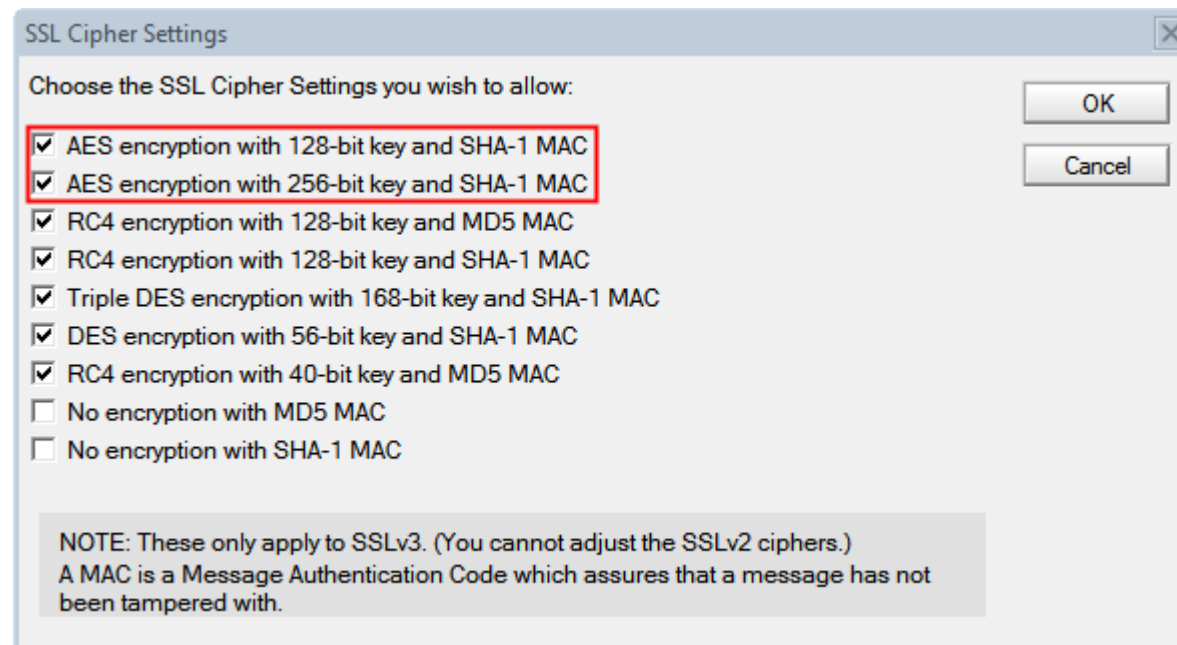 SSL Cipher Settings
Choose the SSL Cipher Settings you wish to allow:
OK
AES encryption with 128-bit key and SHA-1 MAC
Cancel
AES encryption with 256-bit key and SHA-1 MAC
RC4 encryption with 128-bit key and MD5 MAC
RC4 encryption with 128-bit key and SHA-1 MAC
Triple DES encryption with 168-bit key and SHA-1 MAC
DES encryption with 56-bit key and SHA-1 MAC
RC4 encryption with 40-bit key and MD5 MAC
No encryption with MD5 MAC
No encryption with SHA-1 MAC
NOTE: These only apply to SSLv3. (You cannot adjust the SSLv2 ciphers.)
A MAC is a Message Authentication Code which assures that a message has not
been tampered with.